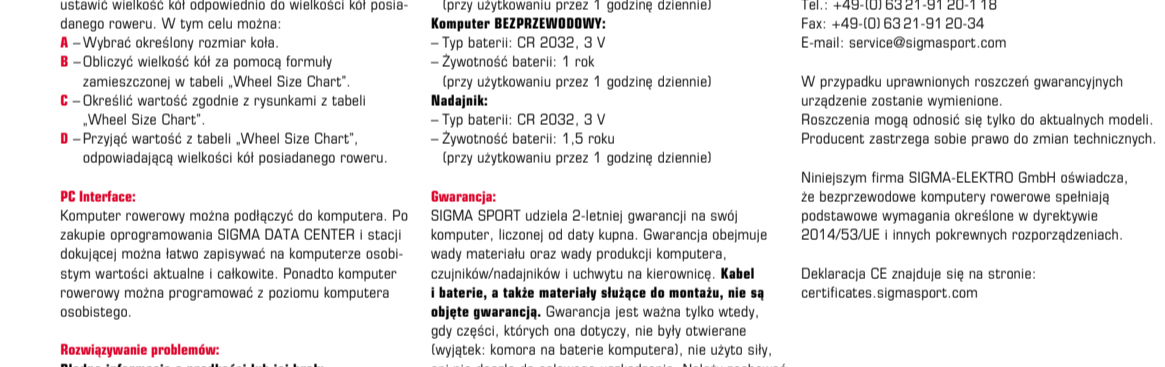 ustawić wielkość kół odpowiednio do wielkości kół posia-
danego roweru. W tym celu można:
A – Wybrać określony rozmiar koła.
B – Obliczyć wielkość kół za pomocą formuły
zamieszczonej w tabeli „Wheel Size Chart”.
C – Określić wartość zgodnie z rysunkami z tabeli
„Wheel Size Chart”.
D – Przyjąć wartość z tabeli „Wheel Size Chart”,
odpowiadającą wielkości kół posiadanego roweru.
PC Interface:
Komputer rowerowy można podłączyć do komputera. Po
zakupie oprogramowania SIGMA DATA CENTER i stacji
dokującej można łatwo zapisywać na komputerze osobi-
stym wartości aktualne i całkowite. Ponadto komputer
rowerowy można programować z poziomu komputera
osobistego.
Rozwiązywanie problemów:
(przy użytkowaniu przez 1 godzinę dziennie)
Komputer BEZPRZEWODOWY:
– Typ baterii: CR 2032, 3 V
– Żywotność baterii: 1 rok
(przy użytkowaniu przez 1 godzinę dziennie)
Nadajnik:
– Typ baterii: CR 2032, 3 V
– Żywotność baterii: 1,5 roku
(przy użytkowaniu przez 1 godzinę dziennie)
Gwarancja:
SIGMA SPORT udziela 2-letniej gwarancji na swój
komputer, liczonej od daty kupna. Gwarancja obejmuje
wady materiału oraz wady produkcji komputera,
czujników/nadajników i uchwytu na kierownicę. Kabel
i baterie, a także materiały służące do montażu, nie są
objęte gwarancją. Gwarancja jest ważna tylko wtedy,
gdy części, których ona dotyczy, nie były otwierane
(wyjątek: komora na baterie komputera), nie użyto siły,
Tel.: +49-(0) 63 21-91 20-1 18
Fax: +49-(0) 63 21-91 20-34
E-mail: service@sigmasport.com
W przypadku uprawnionych roszczeń gwarancyjnych
urządzenie zostanie wymienione.
Roszczenia mogą odnosić się tylko do aktualnych modeli.
Producent zastrzega sobie prawo do zmian technicznych.
Niniejszym firma SIGMA-ELEKTRO GmbH oświadcza,
że bezprzewodowe komputery rowerowe spełniają
podstawowe wymagania określone w dyrektywie
2014/53/UE i innych pokrewnych rozporządzeniach.
Deklaracja CE znajduje się na stronie:
certificates.sigmasport.com